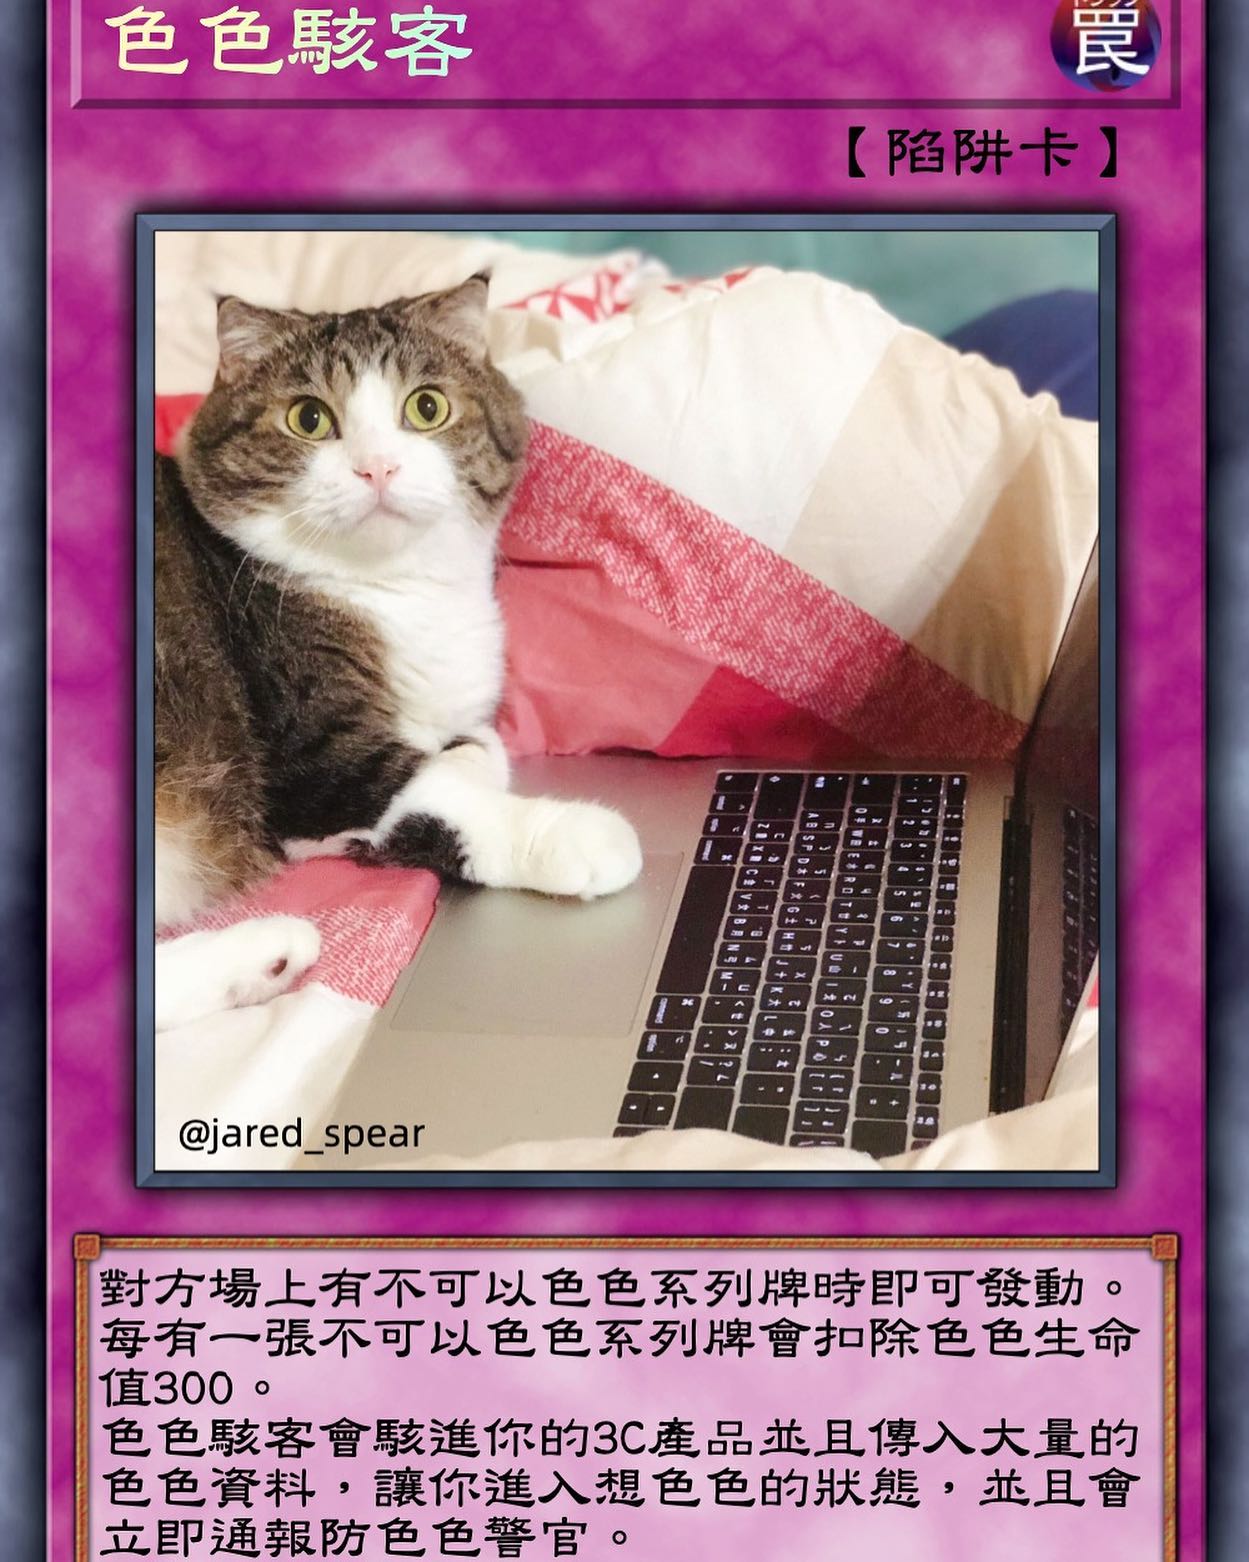 色色駭客
罠
【陷阱卡】
@jared_spear
對方場上有不可以色色系列牌時即可發動。
每有一張不可以色色系列牌會扣除色色生命
值300。
色色駭客會駭進你的3C產品並且傳入大量的
色色資料，讓你進入想色色的狀態，並且會
立即通報防色色警官。